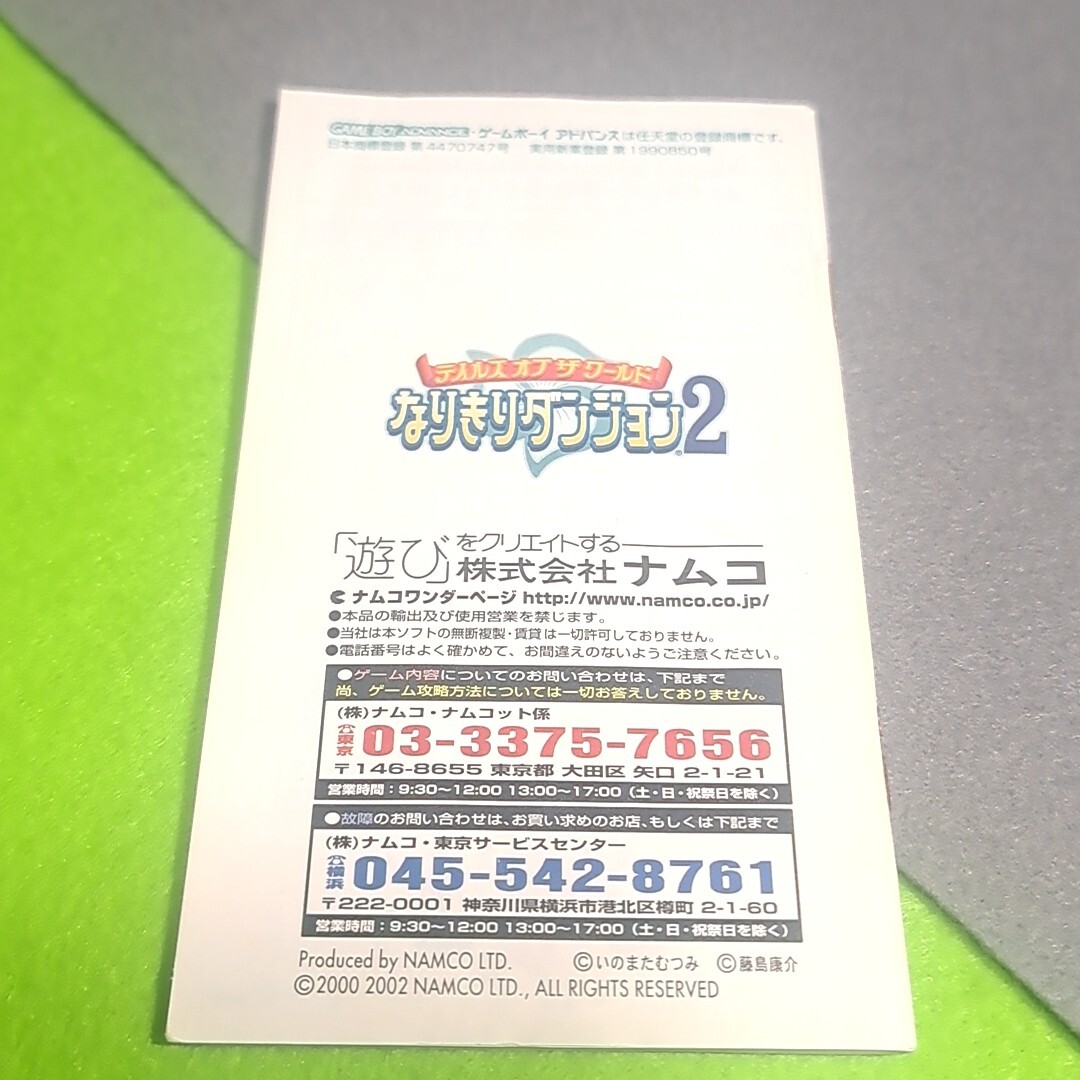 GAME BOY ADVANCE・ゲームボーイ アドバンスは任天堂の登録商標です。
日本商標登録 第4470747号 実用新案登録 第1990850号
テイルズ オブ ザ ワールド
なりきりダンジョン2
「遊び」をクリエイトする
株式会社ナムコ
ナムコワンダーページ http://www.namco.co.jp/
●本品の輸出及び使用営業を禁じます。
●当社は本ソフトの無断複製・賃貸は一切許可しておりません。
●電話番号はよく確かめて、お間違えのないようご注意ください。
●ゲーム内容についてのお問い合わせは、下記まで
尚、ゲーム攻略方法については一切お答えしておりません。
(株)ナムコ・ナムコット係
東京 03-3375-7656
〒146-8655 東京都 大田区 矢口 2-1-21
営業時間：9:30〜12:00 13:00〜17:00（土・日・祝祭日を除く）
●故障のお問い合わせは、お買い求めのお店、もしくは下記まで
(株)ナムコ・東京サービスセンター
横浜 045-542-8761
〒222-0001 神奈川県横浜市港北区樽町 2-1-60
営業時間：9:30〜12:00 13:00〜17:00（土・日・祝祭日を除く）
Produced by NAMCO LTD. ©いのまたむつみ ©藤島康介
©2000 2002 NAMCO LTD., ALL RIGHTS RESERVED